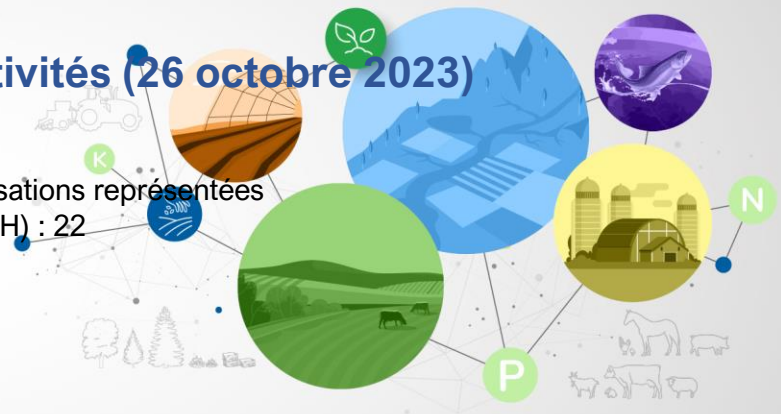 tivités (26 octobre 2023)
K
sations représentées
H) : 22
N
P